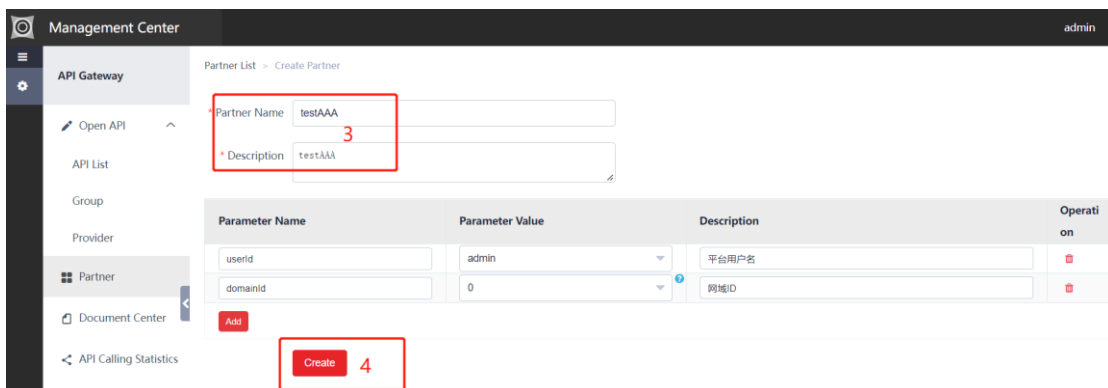 Management Center
admin
API Gateway
Partner List > Create Partner
* Partner Name testAAA
3
* Description testAAA
Open API
API List
Group
Provider
Partner
Document Center
API Calling Statistics
Parameter Name Parameter Value Description Operati
on
userId admin 平台用户名
domainId 0 ? 网域ID
Add
Create 4